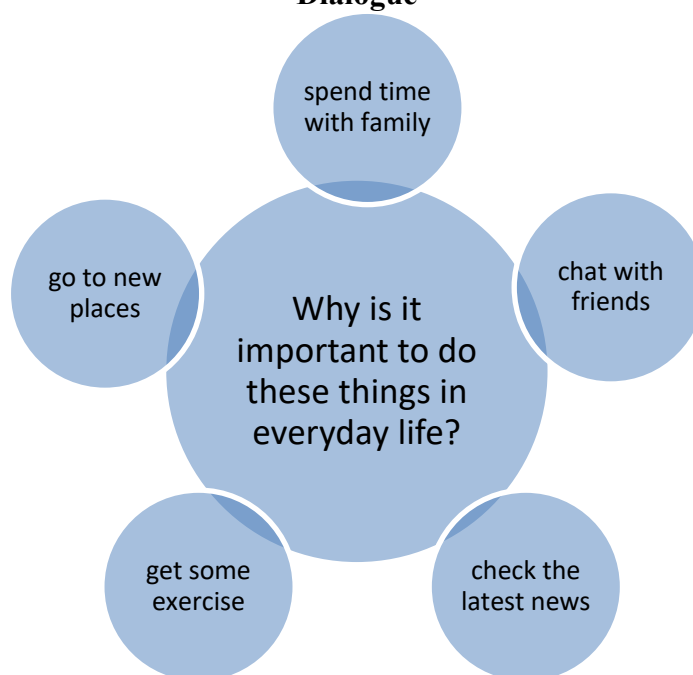 Dialogue
spend time
with family
chat with
friends
check the
latest news
get some
exercise
go to new
places
Why is it
important to do
these things in
everyday life?